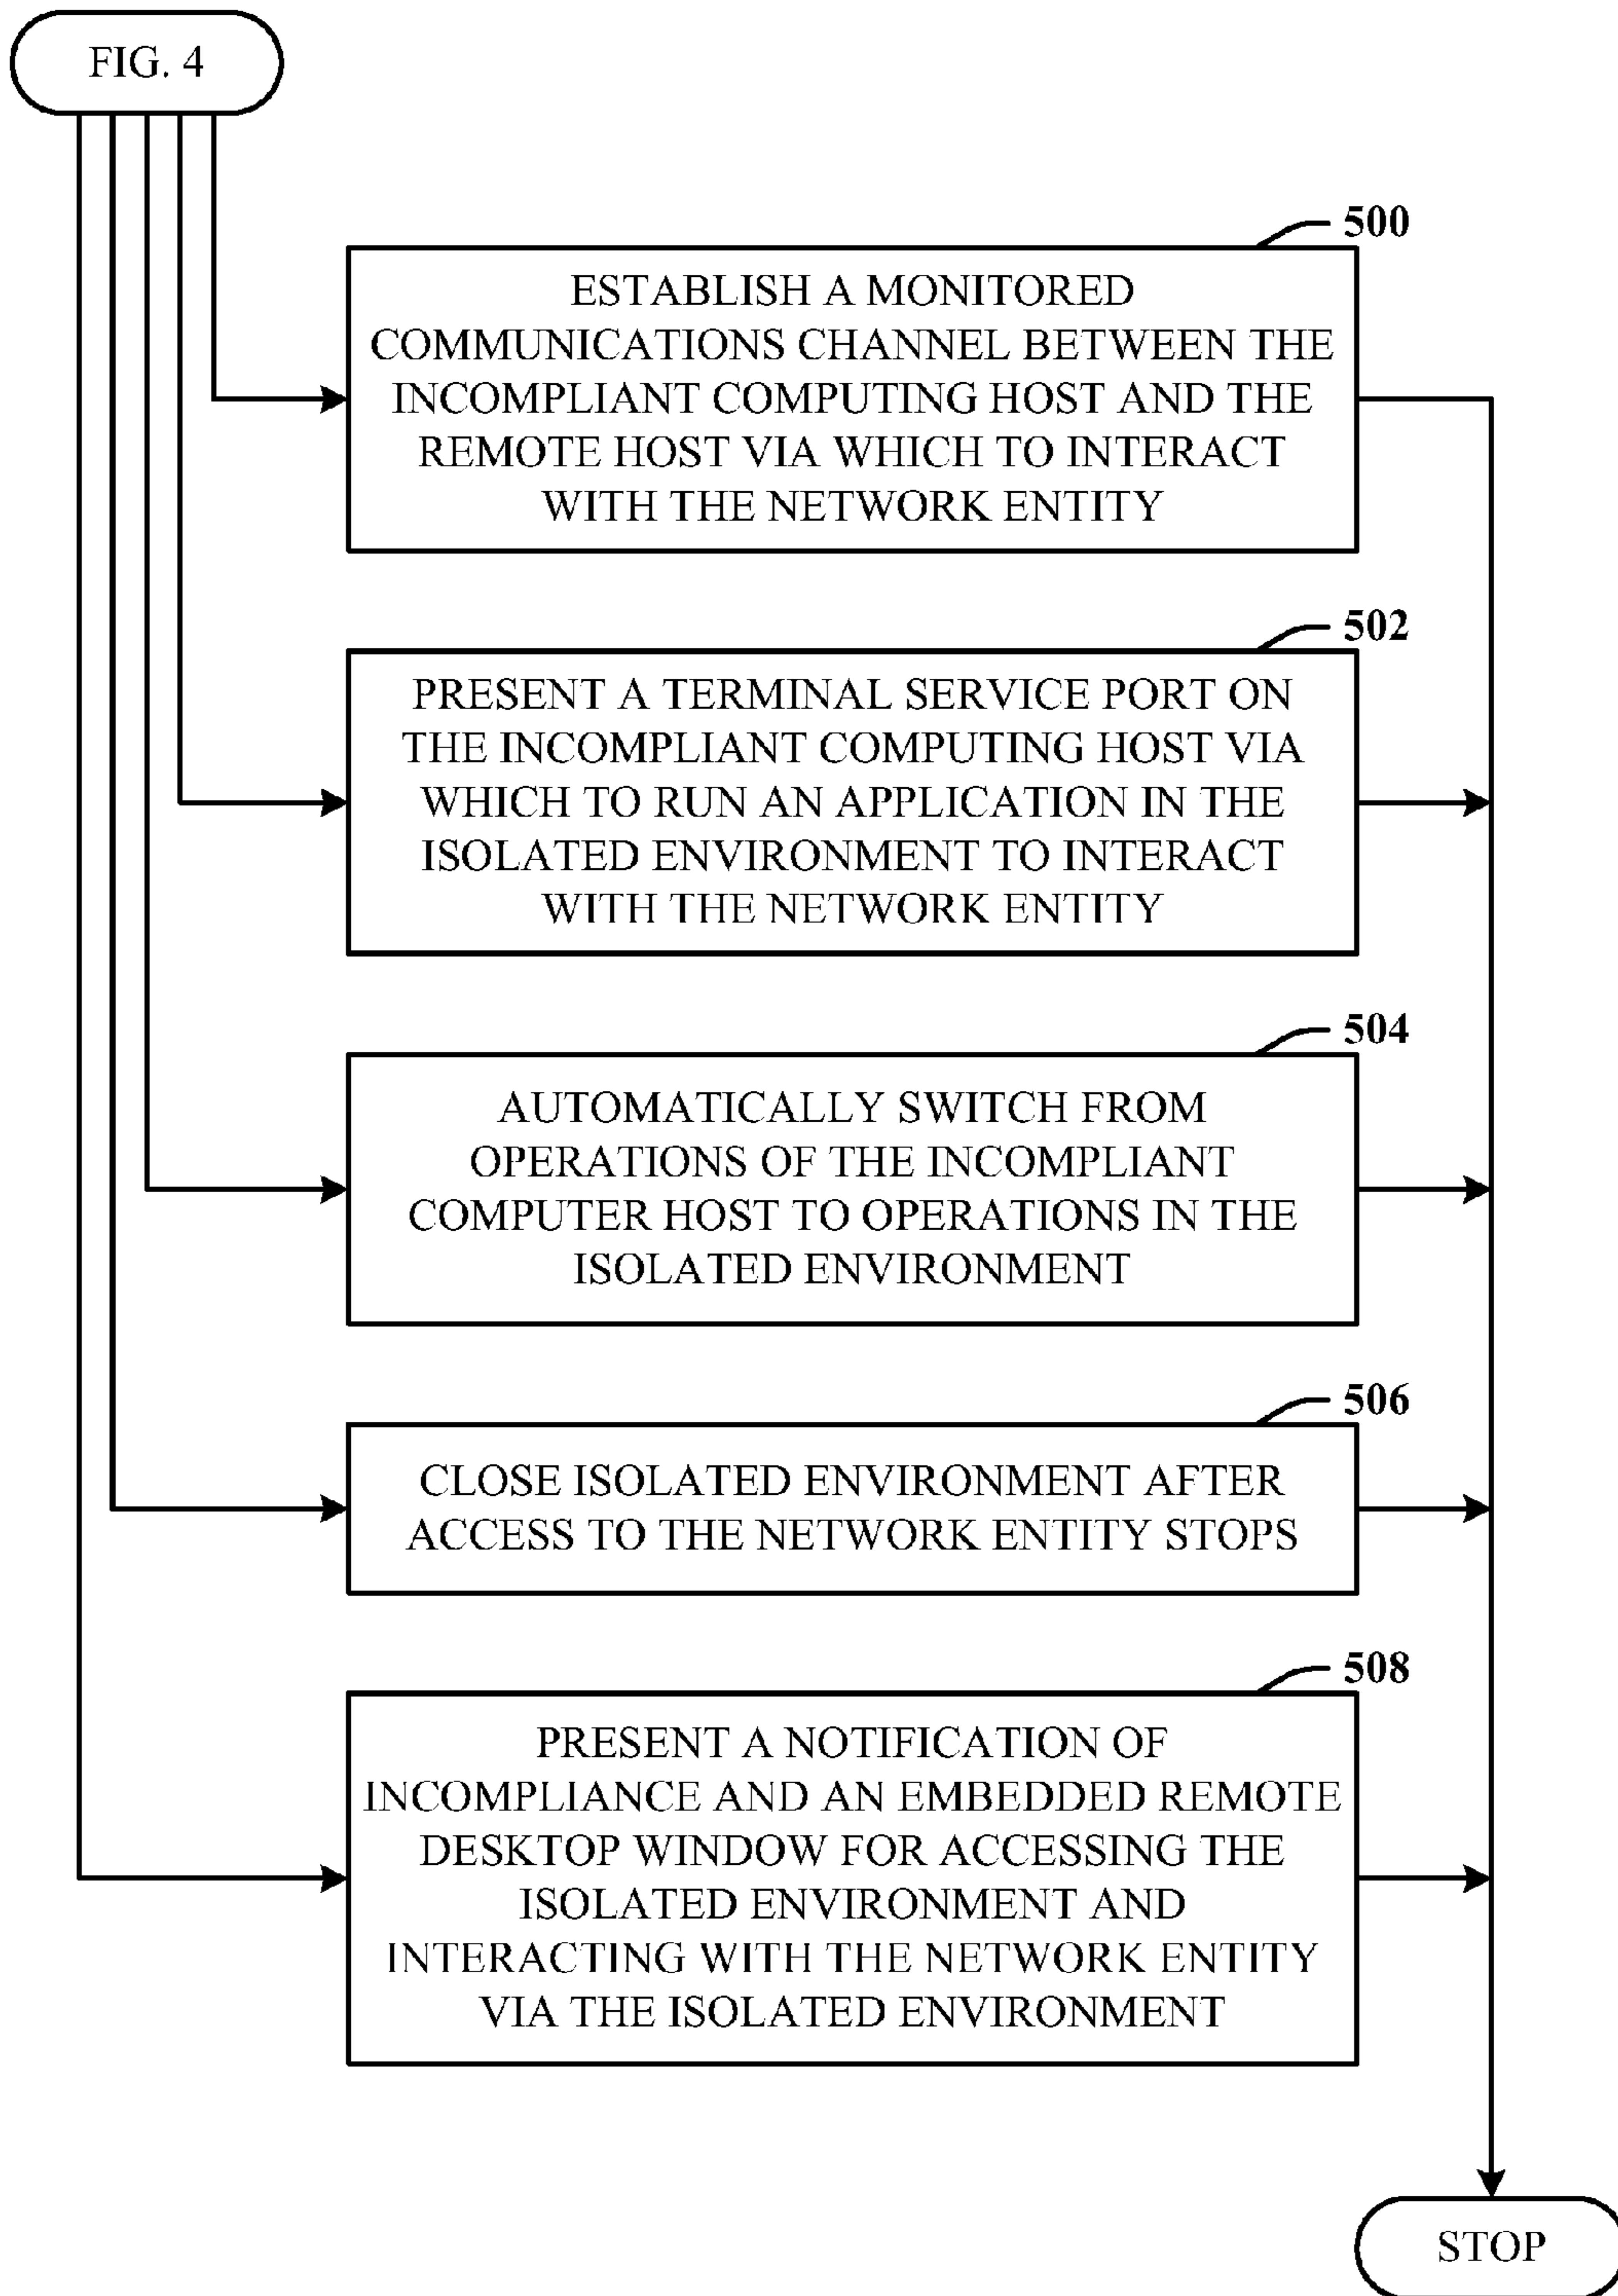 FIG. 4
500
ESTABLISH A MONITORED
COMMUNICATIONS CHANNEL BETWEEN THE
INCOMPLIANT COMPUTING HOST AND THE
REMOTE HOST VIA WHICH TO INTERACT
WITH THE NETWORK ENTITY
502
PRESENT A TERMINAL SERVICE PORT ON
THE INCOMPLIANT COMPUTING HOST VIA
WHICH TO RUN AN APPLICATION IN THE
ISOLATED ENVIRONMENT TO INTERACT
WITH THE NETWORK ENTITY
504
AUTOMATICALLY SWITCH FROM
OPERATIONS OF THE INCOMPLIANT
COMPUTER HOST TO OPERATIONS IN THE
ISOLATED ENVIRONMENT
506
CLOSE ISOLATED ENVIRONMENT AFTER
ACCESS TO THE NETWORK ENTITY STOPS
508
PRESENT A NOTIFICATION OF
INCOMPLIANCE AND AN EMBEDDED REMOTE
DESKTOP WINDOW FOR ACCESSING THE
ISOLATED ENVIRONMENT AND
INTERACTING WITH THE NETWORK ENTITY
VIA THE ISOLATED ENVIRONMENT
STOP